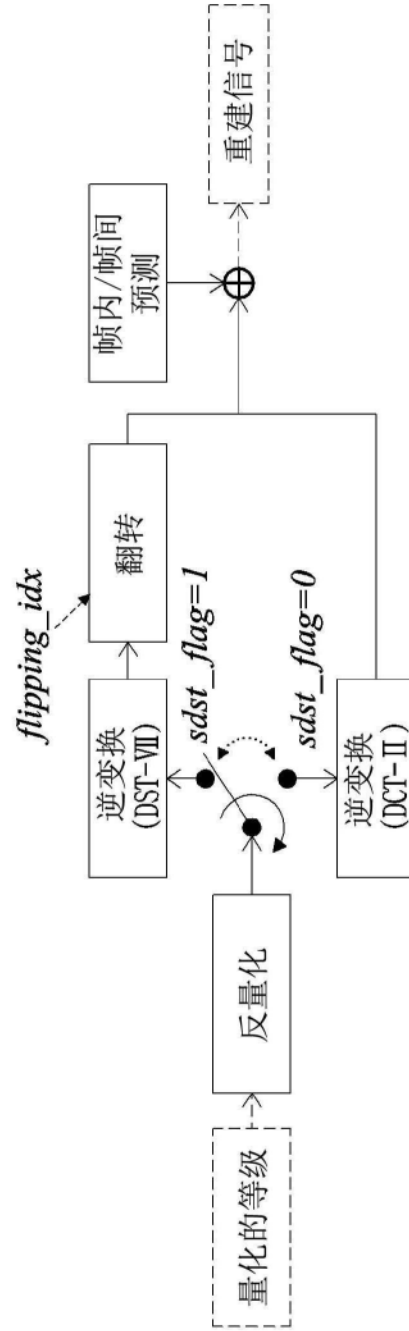 量化的等级
反量化
逆变换
(DST-Ⅶ)
flipping_idx
翻转
sdst_flag=1
sdst_flag=0
逆变换
(DCT-Ⅱ)
帧内/帧间
预测
重建信号